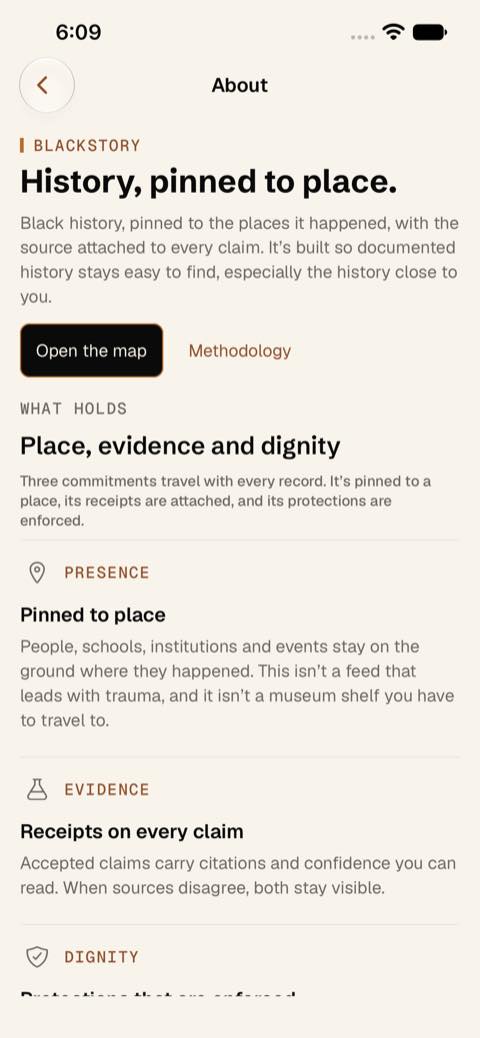 6:09
About
BLACKSTORY
History, pinned to place.
Black history, pinned to the places it happened, with the
source attached to every claim. It’s built so documented
history stays easy to find, especially the history close to
you.
Open the map
Methodology
WHAT HOLDS
Place, evidence and dignity
Three commitments travel with every record. It’s pinned to a
place, its receipts are attached, and its protections are
enforced.
PRESENCE
Pinned to place
People, schools, institutions and events stay on the
ground where they happened. This isn’t a feed that
leads with trauma, and it isn’t a museum shelf you have
to travel to.
EVIDENCE
Receipts on every claim
Accepted claims carry citations and confidence you can
read. When sources disagree, both stay visible.
DIGNITY
Protections that are enforced